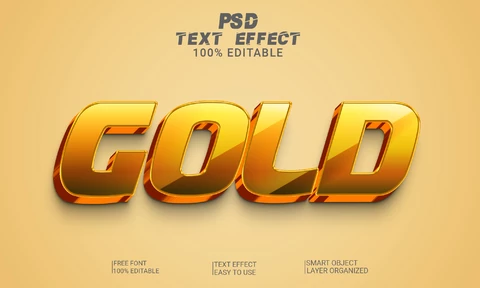 PSD
TEXT EFFECT
100% EDITABLE
GOLD
FREE FONT
100% EDITABLE
TEXT EFFECT
EASY TO USE
SMART OBJECT
LAYER ORGANIZED